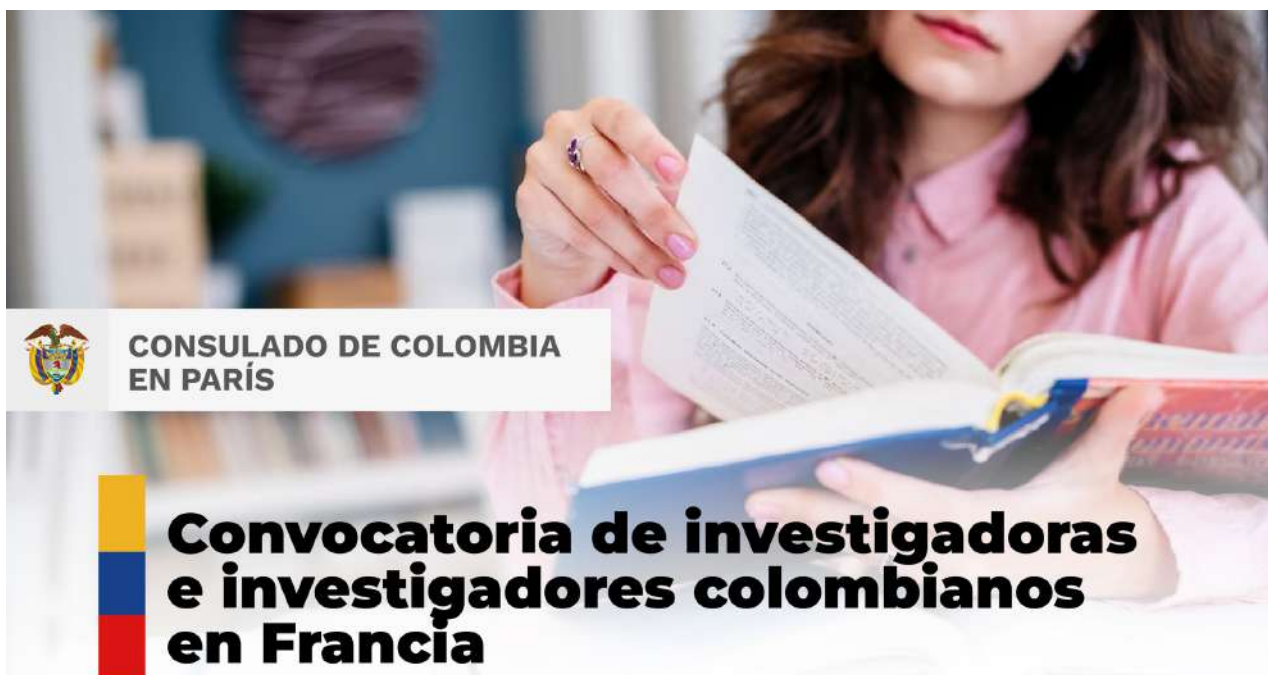 CONSULADO DE COLOMBIA
EN PARÍS
Convocatoria de investigadoras
e investigadores colombianos
en Francia